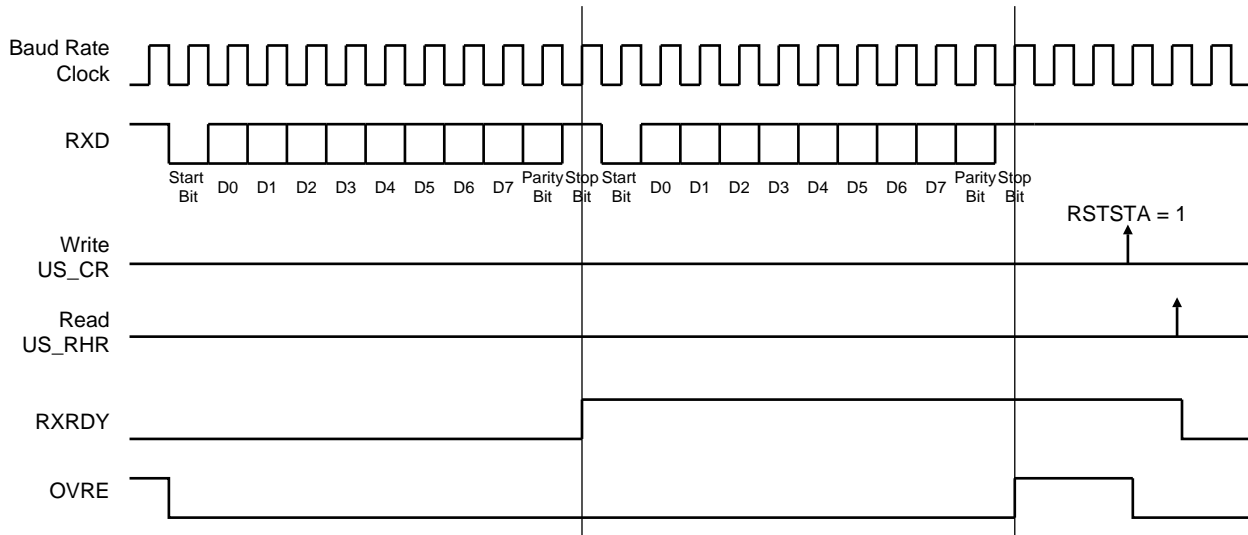 Baud Rate
Clock
RXD
Start
Bit
D0
D1
D2
D3
D4
D5
D6
D7
Parity
Bit
Stop
Bit
Start
Bit
D0
D1
D2
D3
D4
D5
D6
D7
Parity
Bit
Stop
Bit
RSTSTA = 1
Write
US_CR
Read
US_RHR
RXRDY
OVRE